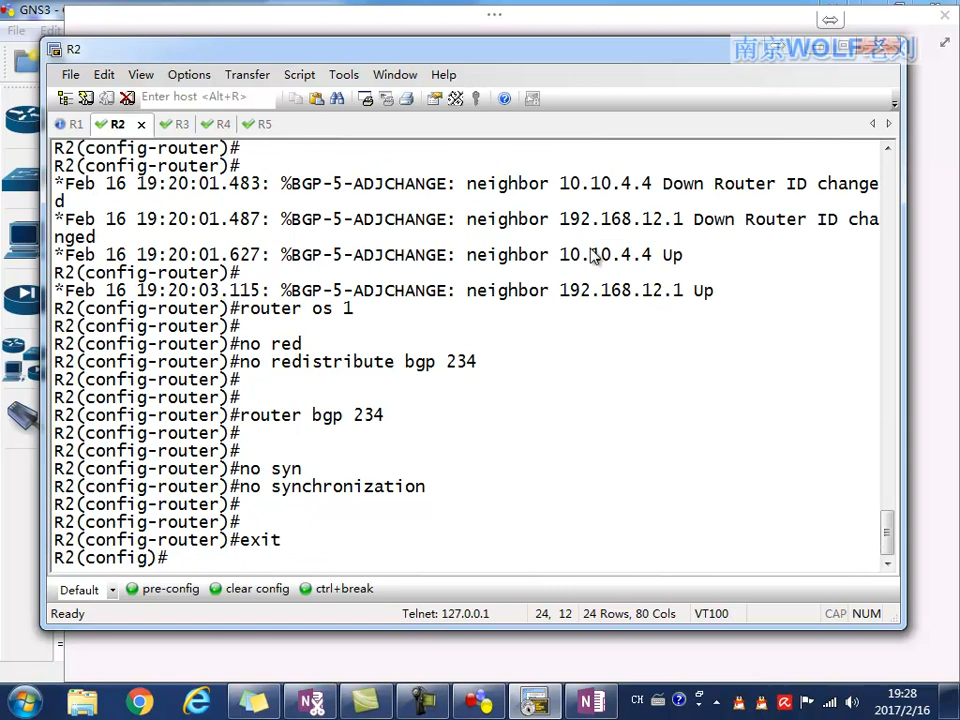 GNS3 -
File Edit
R2
南京WOLF老刘
File Edit View Options Transfer Script Tools Window Help
Enter host <Alt+R>
R1 R2 x R3 R4 R5
R2(config-router)#
R2(config-router)#
*Feb 16 19:20:01.483: %BGP-5-ADJCHANGE: neighbor 10.10.4.4 Down Router ID change
d
*Feb 16 19:20:01.487: %BGP-5-ADJCHANGE: neighbor 192.168.12.1 Down Router ID cha
nged
*Feb 16 19:20:01.627: %BGP-5-ADJCHANGE: neighbor 10.10.4.4 Up
R2(config-router)#
*Feb 16 19:20:03.115: %BGP-5-ADJCHANGE: neighbor 192.168.12.1 Up
R2(config-router)#router os 1
R2(config-router)#
R2(config-router)#no red
R2(config-router)#no redistribute bgp 234
R2(config-router)#
R2(config-router)#
R2(config-router)#router bgp 234
R2(config-router)#
R2(config-router)#
R2(config-router)#no syn
R2(config-router)#no synchronization
R2(config-router)#
R2(config-router)#
R2(config-router)#exit
R2(config)#
Default pre-config clear config ctrl+break
Ready Telnet: 127.0.0.1 24, 12 24 Rows, 80 Cols VT100 CAP NUM
CH 19:28
2017/2/16